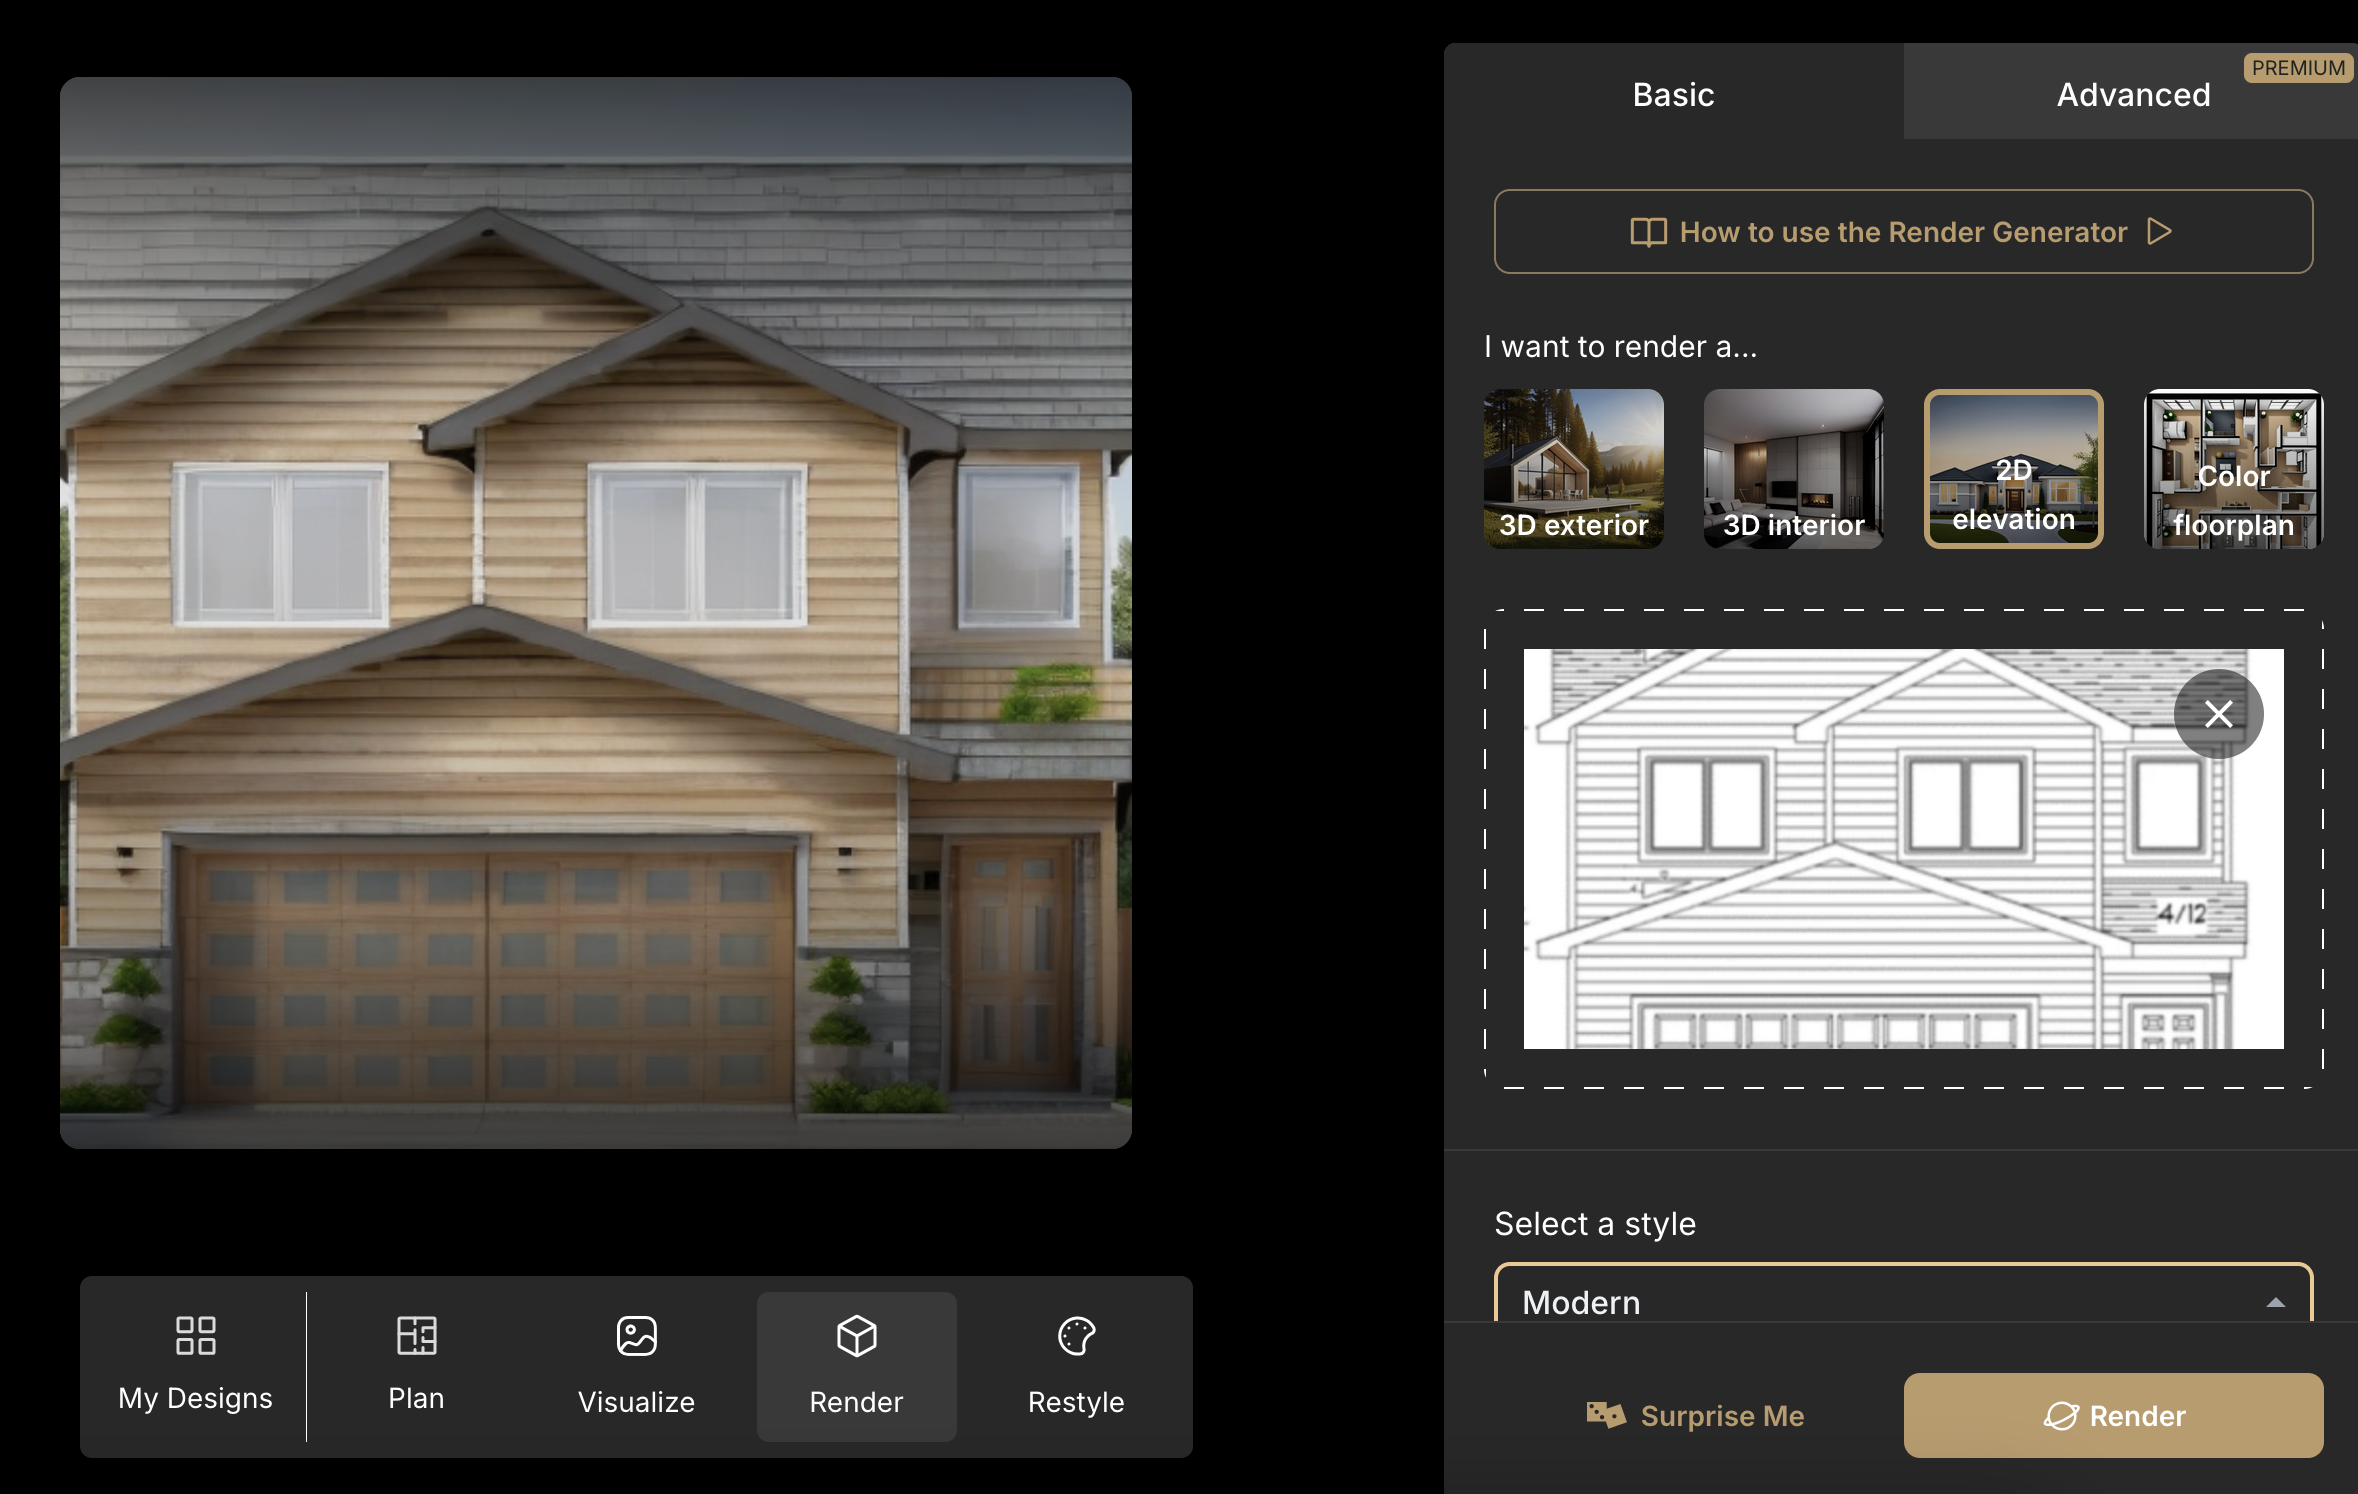 Basic
Advanced
PREMIUM
How to use the Render Generator
I want to render a...
3D exterior
3D interior
2D
elevation
Color
floorplan
4/12
Select a style
Modern
My Designs
Plan
Visualize
Render
Restyle
Surprise Me
Render